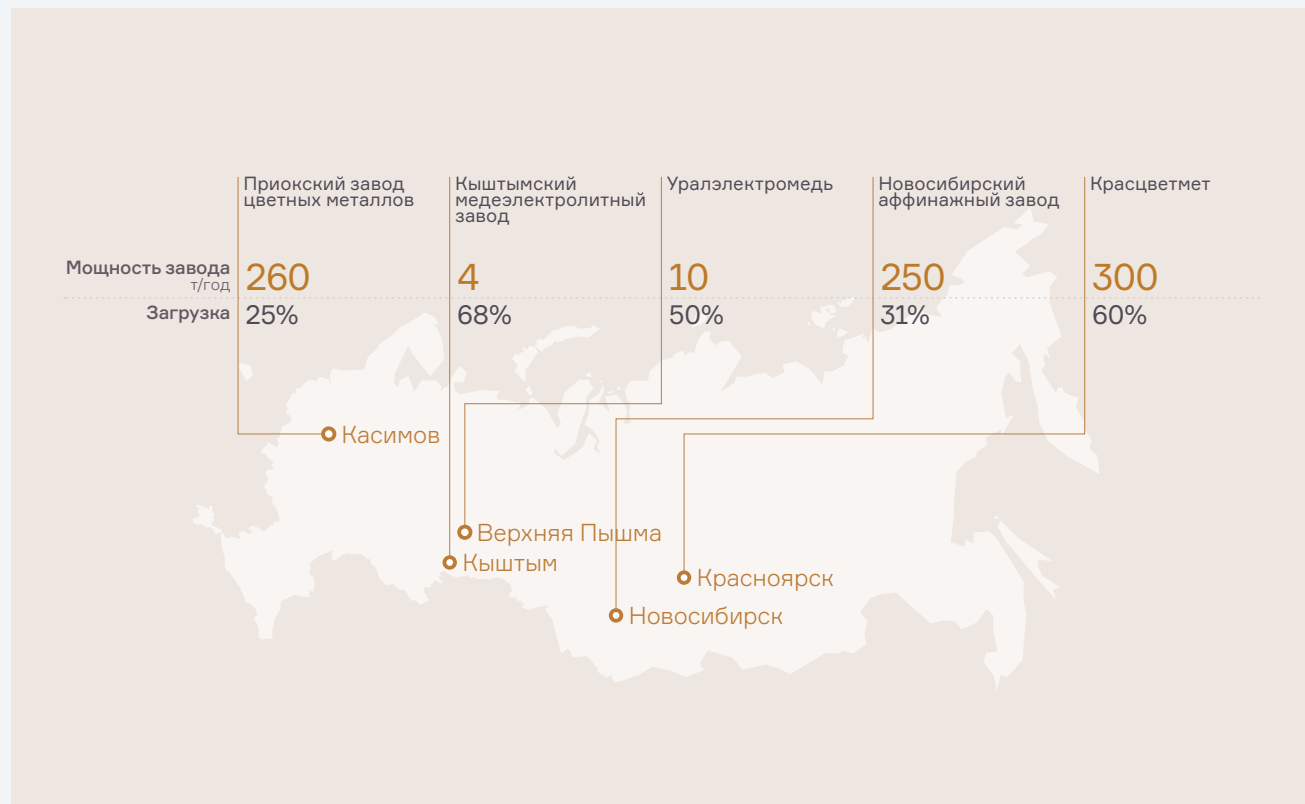 Приокский завод
цветных металлов
Кыштымский
медеэлектролитный
завод
Уралэлектромедь
Новосибирский
аффинажный завод
Красцветмет
Мощность завода
т/год
260
4
10
250
300
Загрузка
25%
68%
50%
31%
60%
Касимов
Верхняя Пышма
Кыштым
Красноярск
Новосибирск